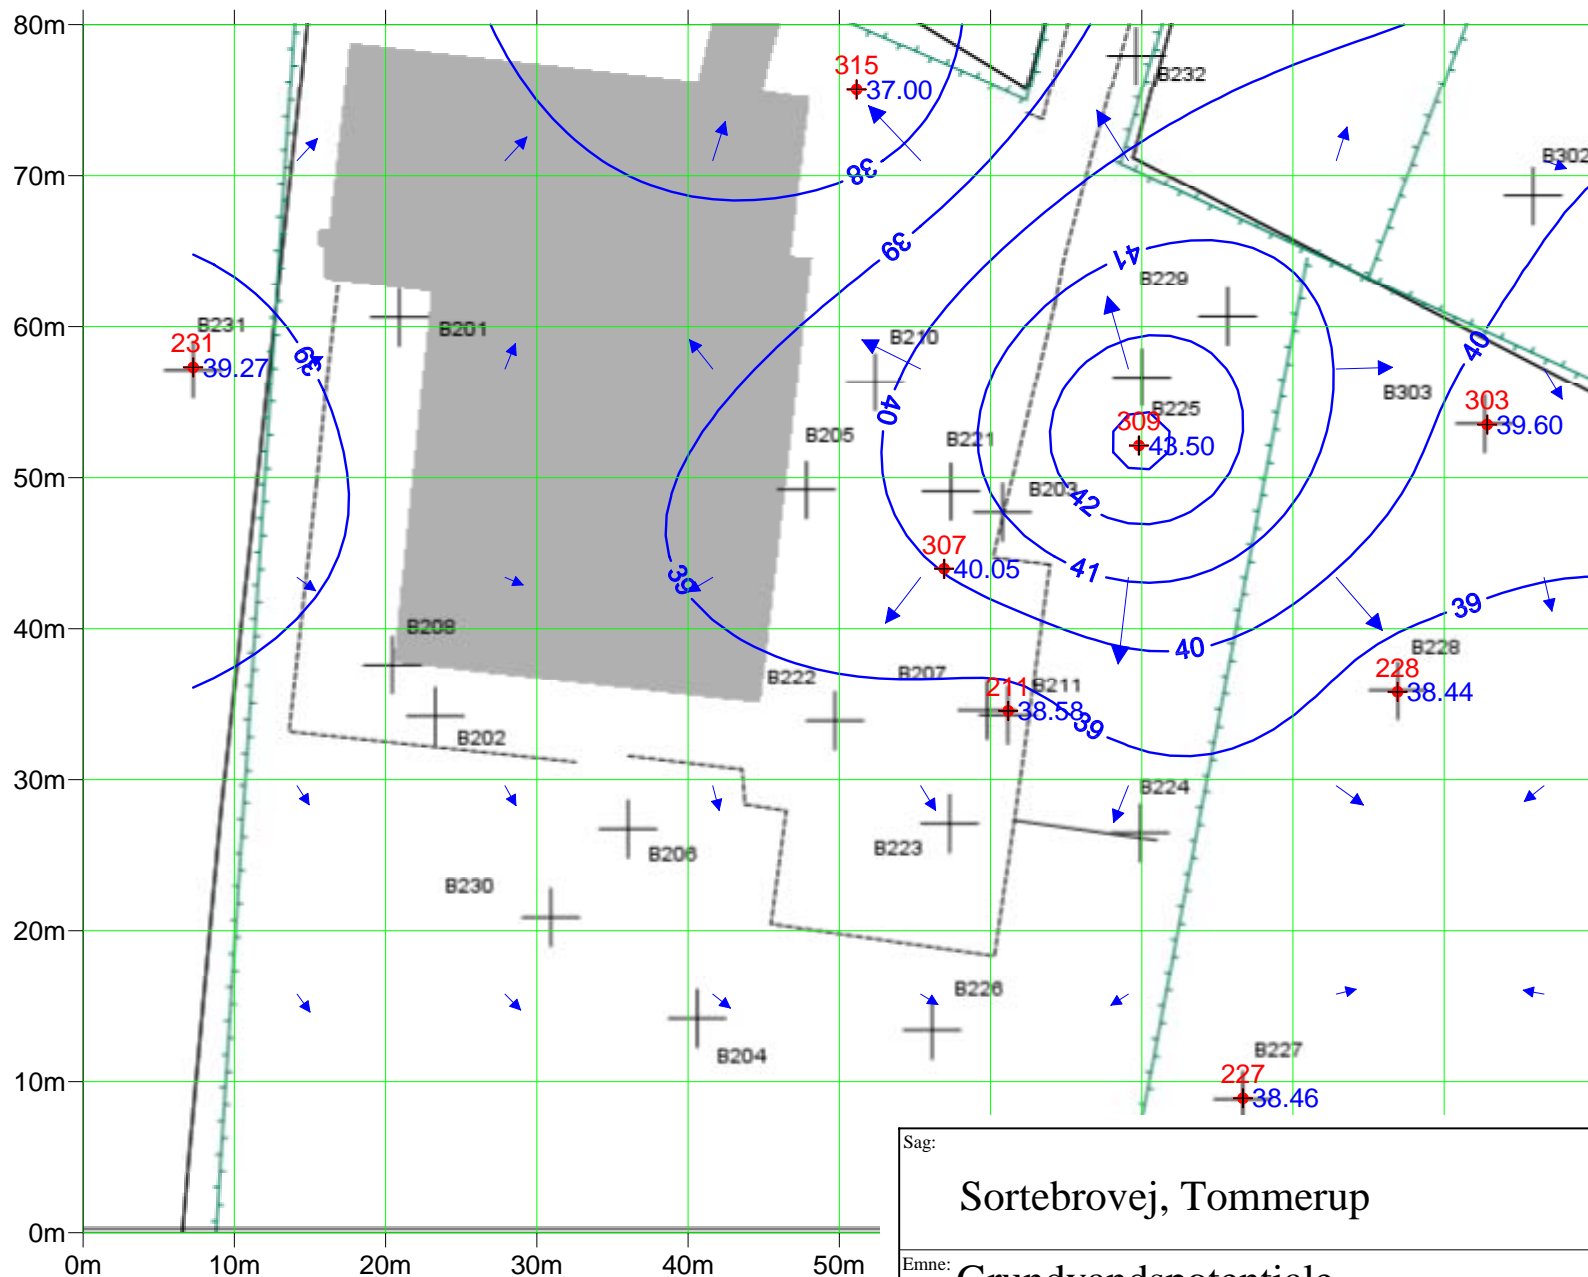 80m
70m
60m
50m
40m
30m
20m
10m
0m
0m
10m
20m
30m
40m
50m
315
37.00
B232
B302
38
39
41
B229
B231
231
39.27
39
B201
B210
40
40
B303
303
39.60
B225
309
43.50
B205
B221
B203
42
307
40.05
41
39
39
B208
40
B228
228
38.44
B222
B207
211
B211
38.58
39
B202
B224
B206
B223
B230
B226
B204
B227
227
38.46
Sag:
Sortebrovej, Tommerup
Emne:
Grundvandspotentiale